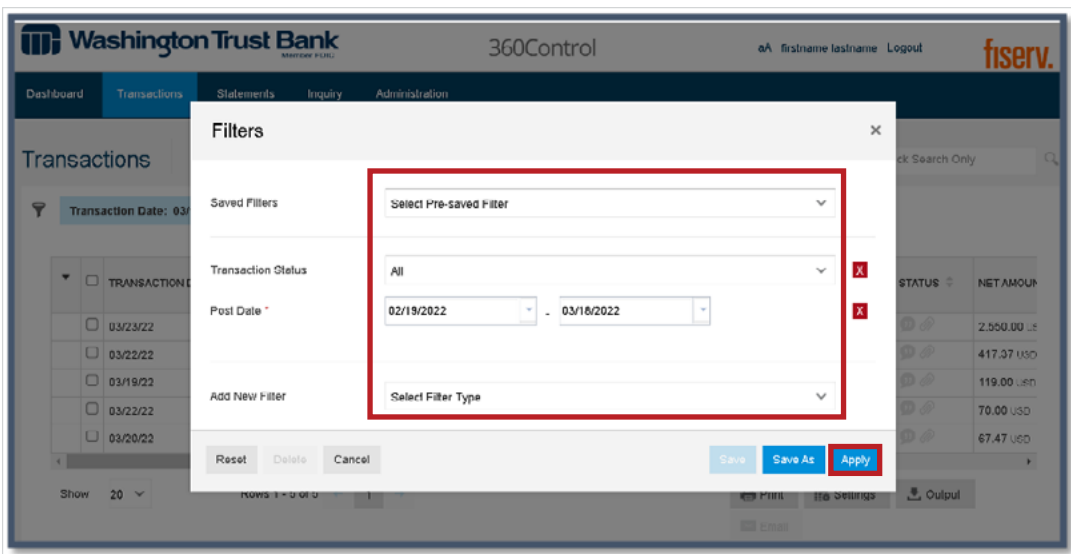 Washington Trust Bank
Member FDIC
360Control
aA firstname lastname Logout
fiserv.
Dashboard Transactions Statements Inquiry Administration
Filters ×
Transactions
ck Search Only
Saved Filters Select Pre-saved Filter
Transaction Date: 03/
Transaction Status All X
TRANSACTION D STATUS NET AMOUN
Post Date * 02/19/2022 - 03/18/2022 X
03/23/22 2,550.00 US
03/22/22 417.37 USD
03/19/22 119.00 USD
Add New Filter Select Filter Type
03/22/22 70.00 USD
03/20/22 67.47 USD
Reset Delete Cancel Save Save As Apply
Show 20 Rows 1 - 5 of 5 1 Print Settings Output
Email